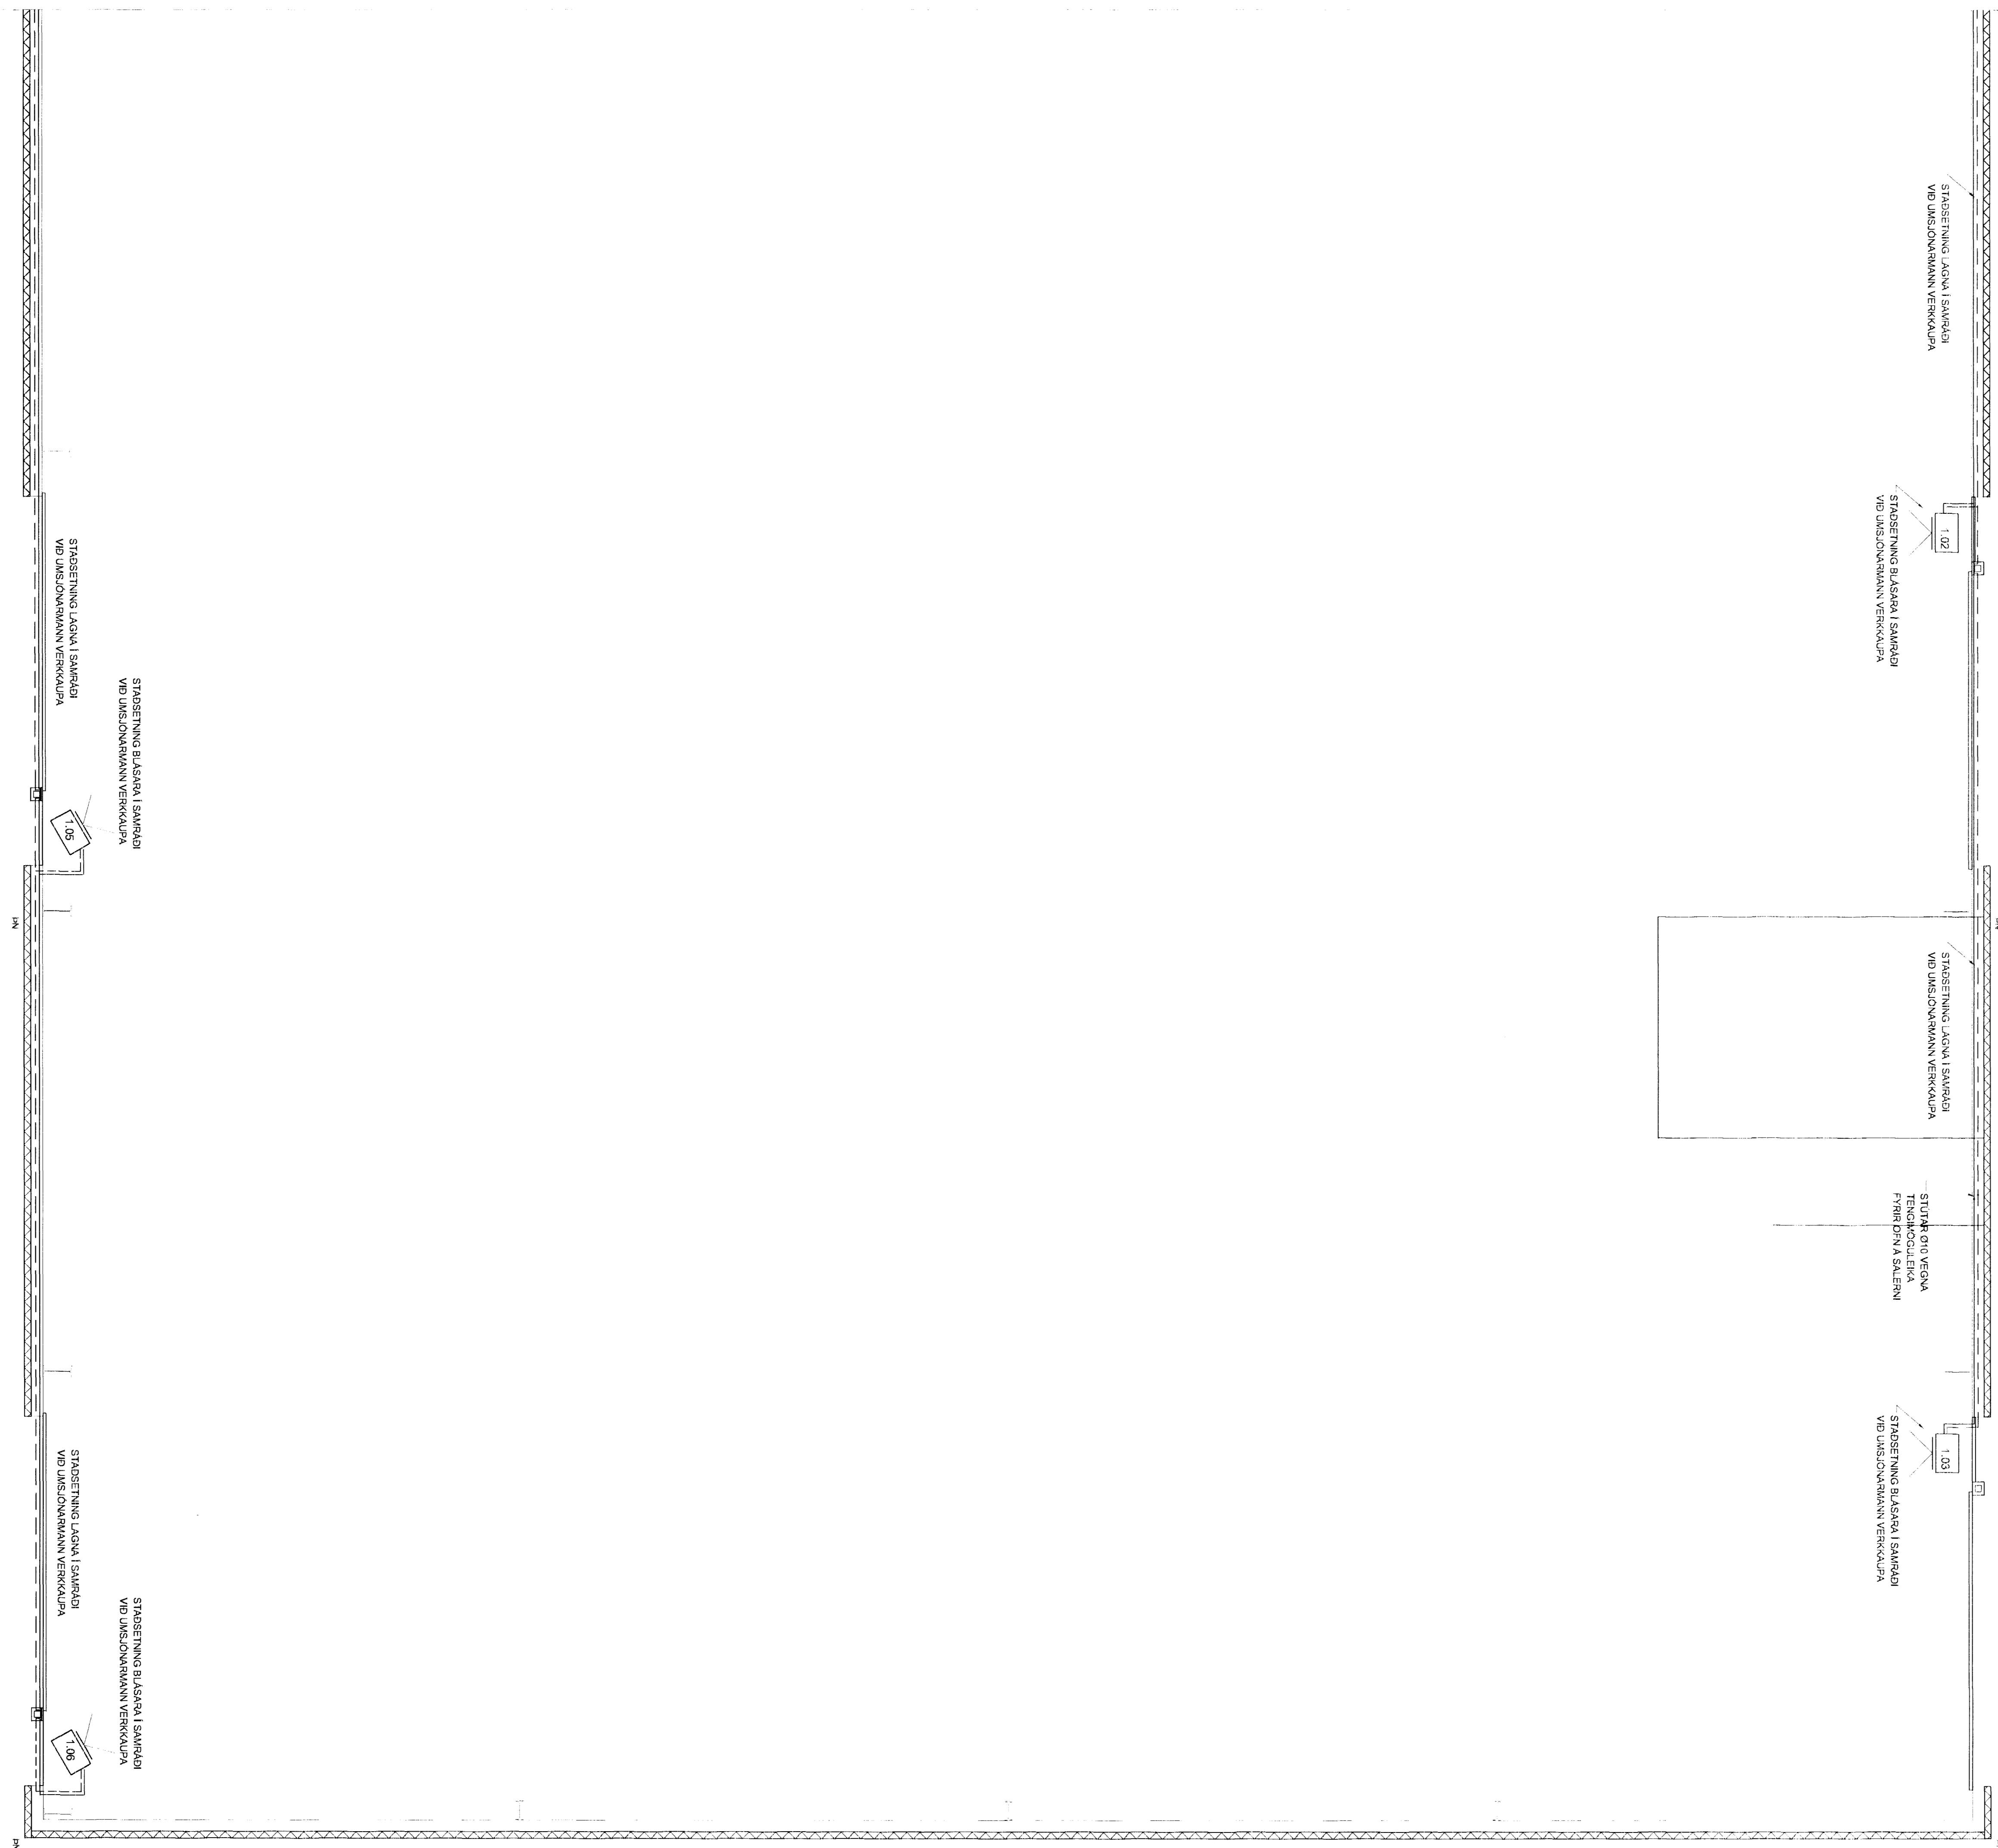 STAÐSETNING LAGNA Í SAMRÁÐI
VIÐ UMSJÓNARMANN VERKKAUPA
1.02
STAÐSETNING BLÁSARA Í SAMRÁÐI
VIÐ UMSJÓNARMANN VERKKAUPA
STAÐSETNING LAGNA Í SAMRÁÐI
VIÐ UMSJÓNARMANN VERKKAUPA
STÚTAR Ø10 VEGNA
TENGIMÖGULEIKA
FYRIR OFN Á SALERNI
1.03
STAÐSETNING BLÁSARA Í SAMRÁÐI
VIÐ UMSJÓNARMANN VERKKAUPA
STAÐSETNING BLÁSARA Í SAMRÁÐI
VIÐ UMSJÓNARMANN VERKKAUPA
STAÐSETNING LAGNA Í SAMRÁÐI
VIÐ UMSJÓNARMANN VERKKAUPA
1.05
STAÐSETNING BLÁSARA Í SAMRÁÐI
VIÐ UMSJÓNARMANN VERKKAUPA
STAÐSETNING LAGNA Í SAMRÁÐI
VIÐ UMSJÓNARMANN VERKKAUPA
1.06